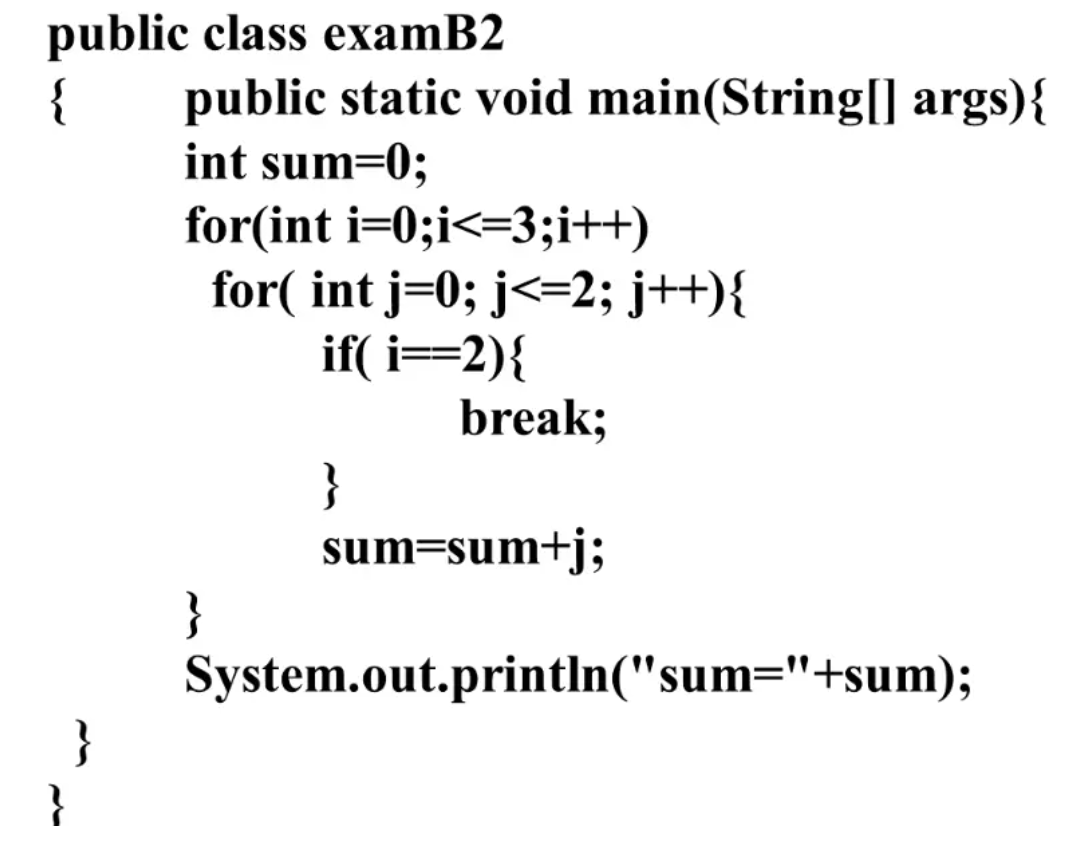 public class examB2
{ public static void main(String[] args){
int sum=0;
for(int i=0;i<=3;i++)
for( int j=0; j<=2; j++){
if( i==2){
break;
}
sum=sum+j;
}
System.out.println("sum="+sum);
}
}